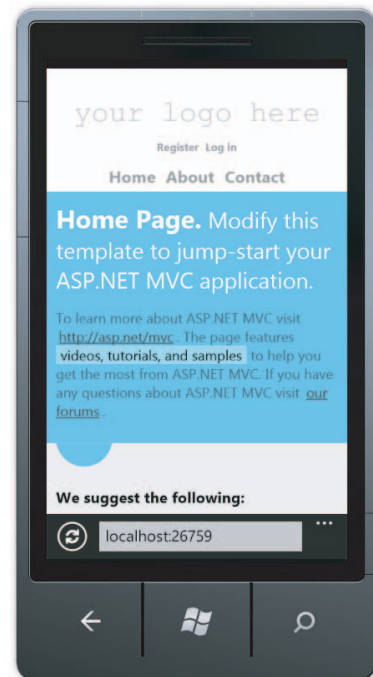 your logo here
Register Log in
Home About Contact
Home Page. Modify this
template to jump-start your
ASP.NET MVC application.
To learn more about ASP.NET MVC visit
http://asp.net/mvc . The page features
videos, tutorials, and samples to help you
get the most from ASP.NET MVC. If you have
any questions about ASP.NET MVC visit our
forums .
We suggest the following:
localhost:26759
...